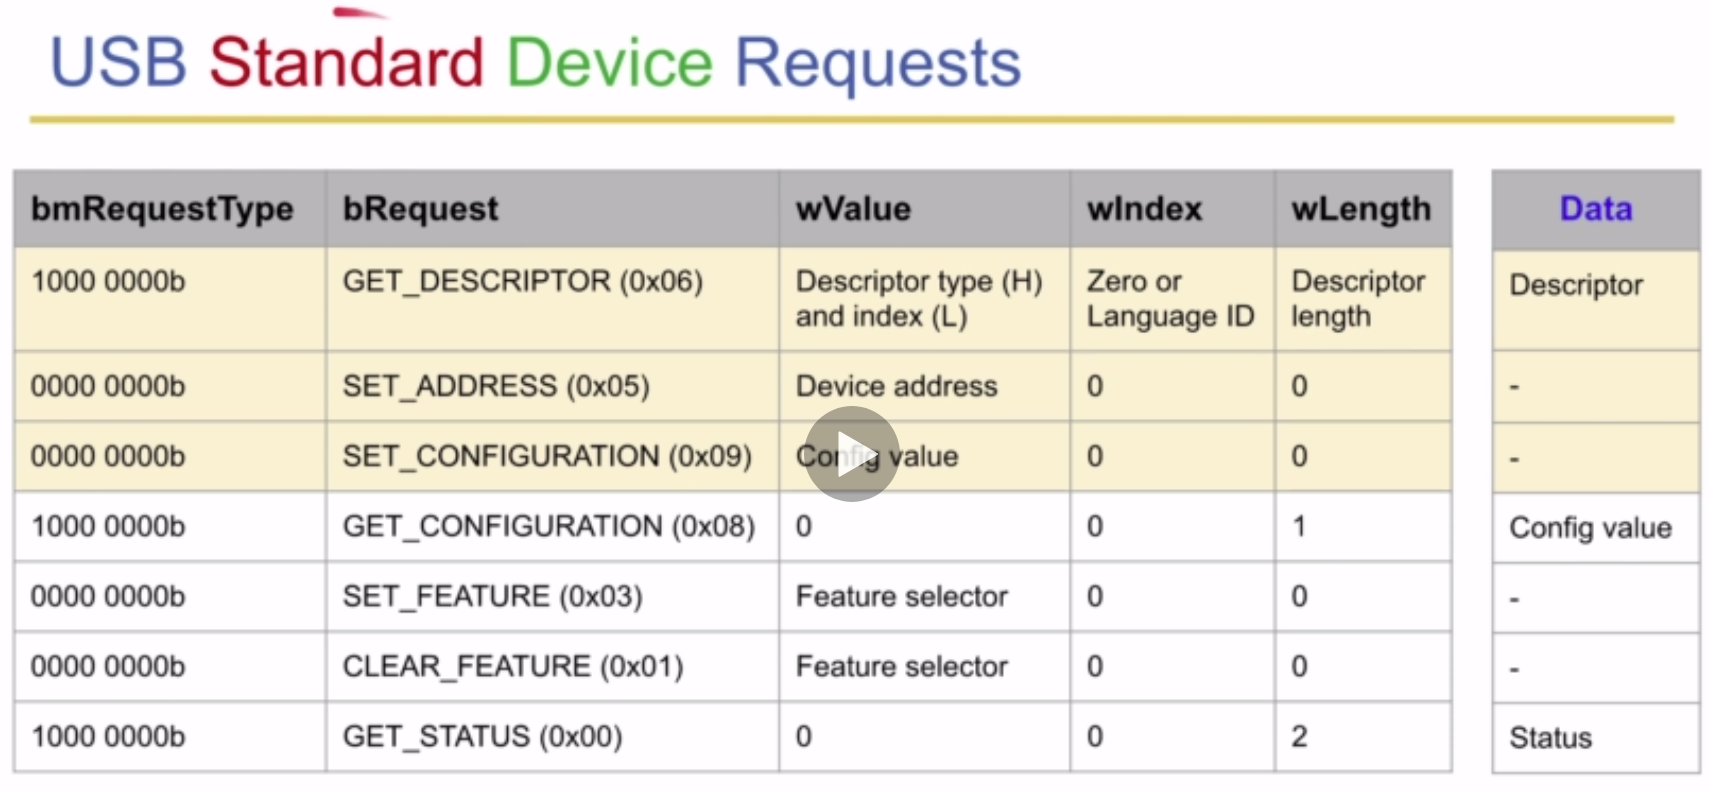 USB Standard Device Requests
bmRequestType bRequest wValue wIndex wLength Data
1000 0000b GET_DESCRIPTOR (0x06) Descriptor type (H) and index (L) Zero or Language ID Descriptor length Descriptor
0000 0000b SET_ADDRESS (0x05) Device address 0 0 -
0000 0000b SET_CONFIGURATION (0x09) Config value 0 0 -
1000 0000b GET_CONFIGURATION (0x08) 0 0 1 Config value
0000 0000b SET_FEATURE (0x03) Feature selector 0 0 -
0000 0000b CLEAR_FEATURE (0x01) Feature selector 0 0 -
1000 0000b GET_STATUS (0x00) 0 0 2 Status